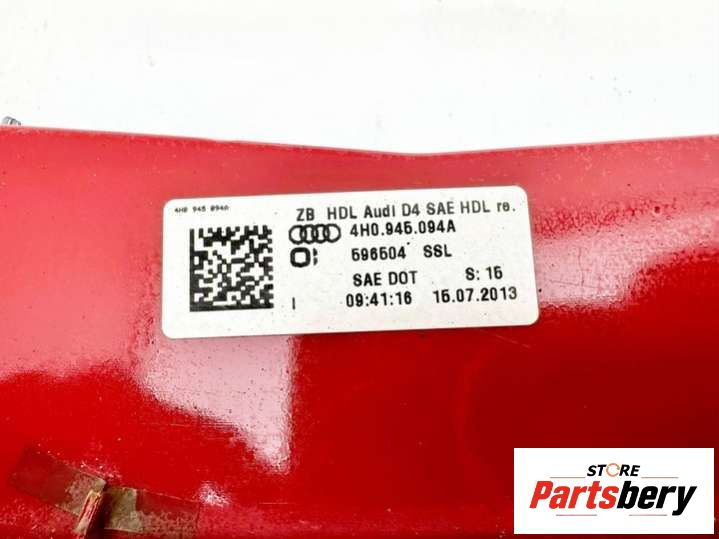 4H0 945 094A
ZB HDL Audi D4 SAE HDL re.
4H0.945.094A
596504 SSL
SAE DOT S: 15
09:41:16 15.07.2013
STORE
Partsbery